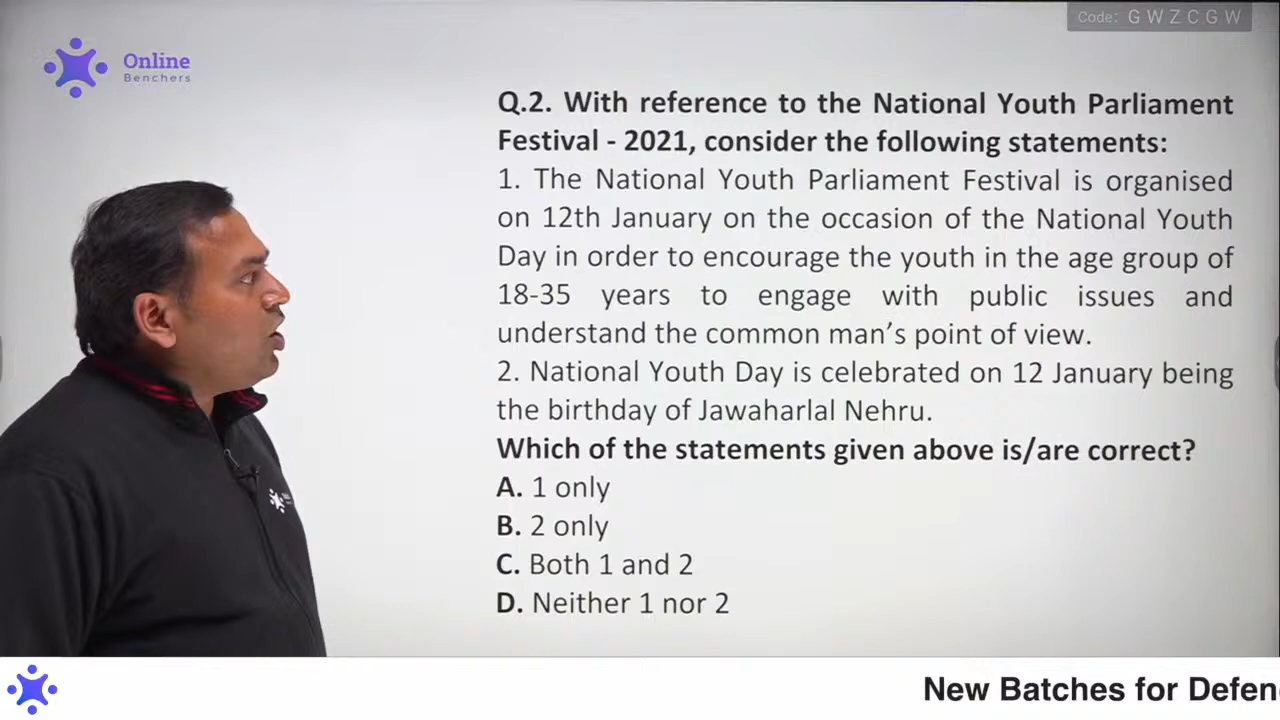 Code: G W Z C G W
Online
Benchers
Q.2. With reference to the National Youth Parliament
Festival - 2021, consider the following statements:
1. The National Youth Parliament Festival is organised
on 12th January on the occasion of the National Youth
Day in order to encourage the youth in the age group of
18-35 years to engage with public issues and
understand the common man's point of view.
2. National Youth Day is celebrated on 12 January being
the birthday of Jawaharlal Nehru.
Which of the statements given above is/are correct?
A. 1 only
B. 2 only
C. Both 1 and 2
D. Neither 1 nor 2
New Batches for Defen